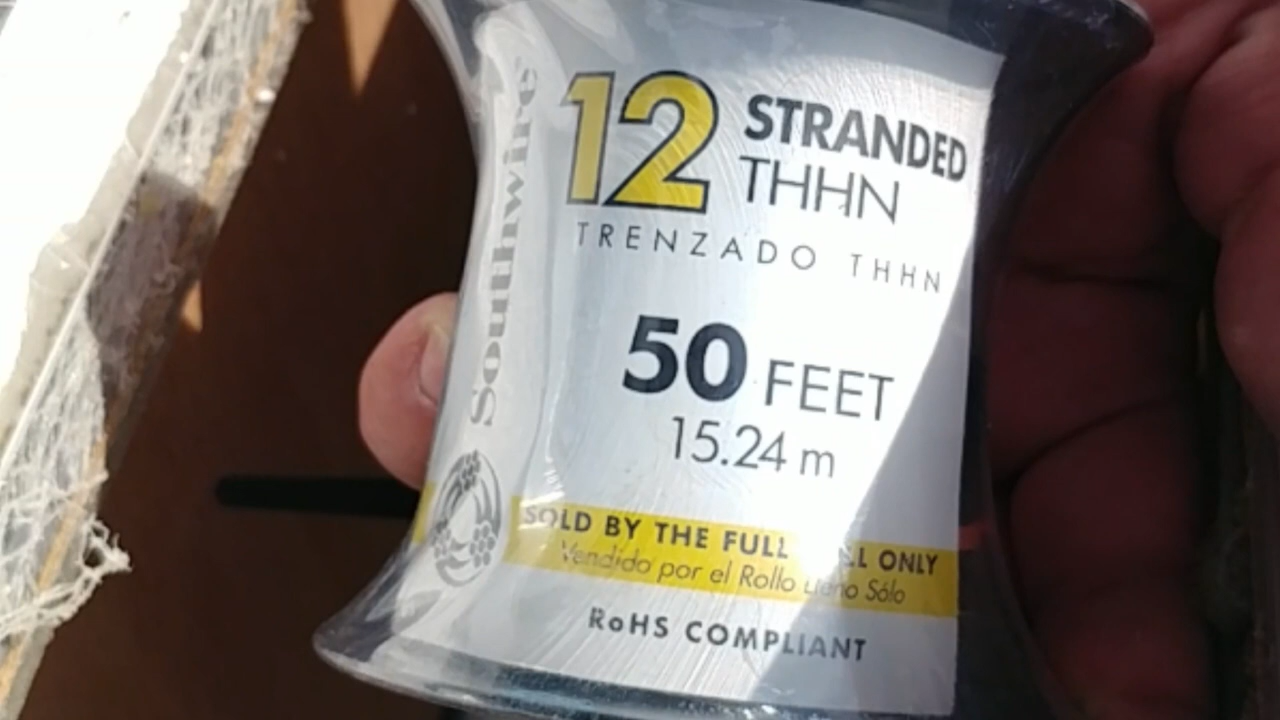 Southwire
12 STRANDED
THHN
TRENZADO THHN
50 FEET
15.24 m
SOLD BY THE FULL ONLY
Vendido por el Rollo Sólo
RoHS COMPLIANT